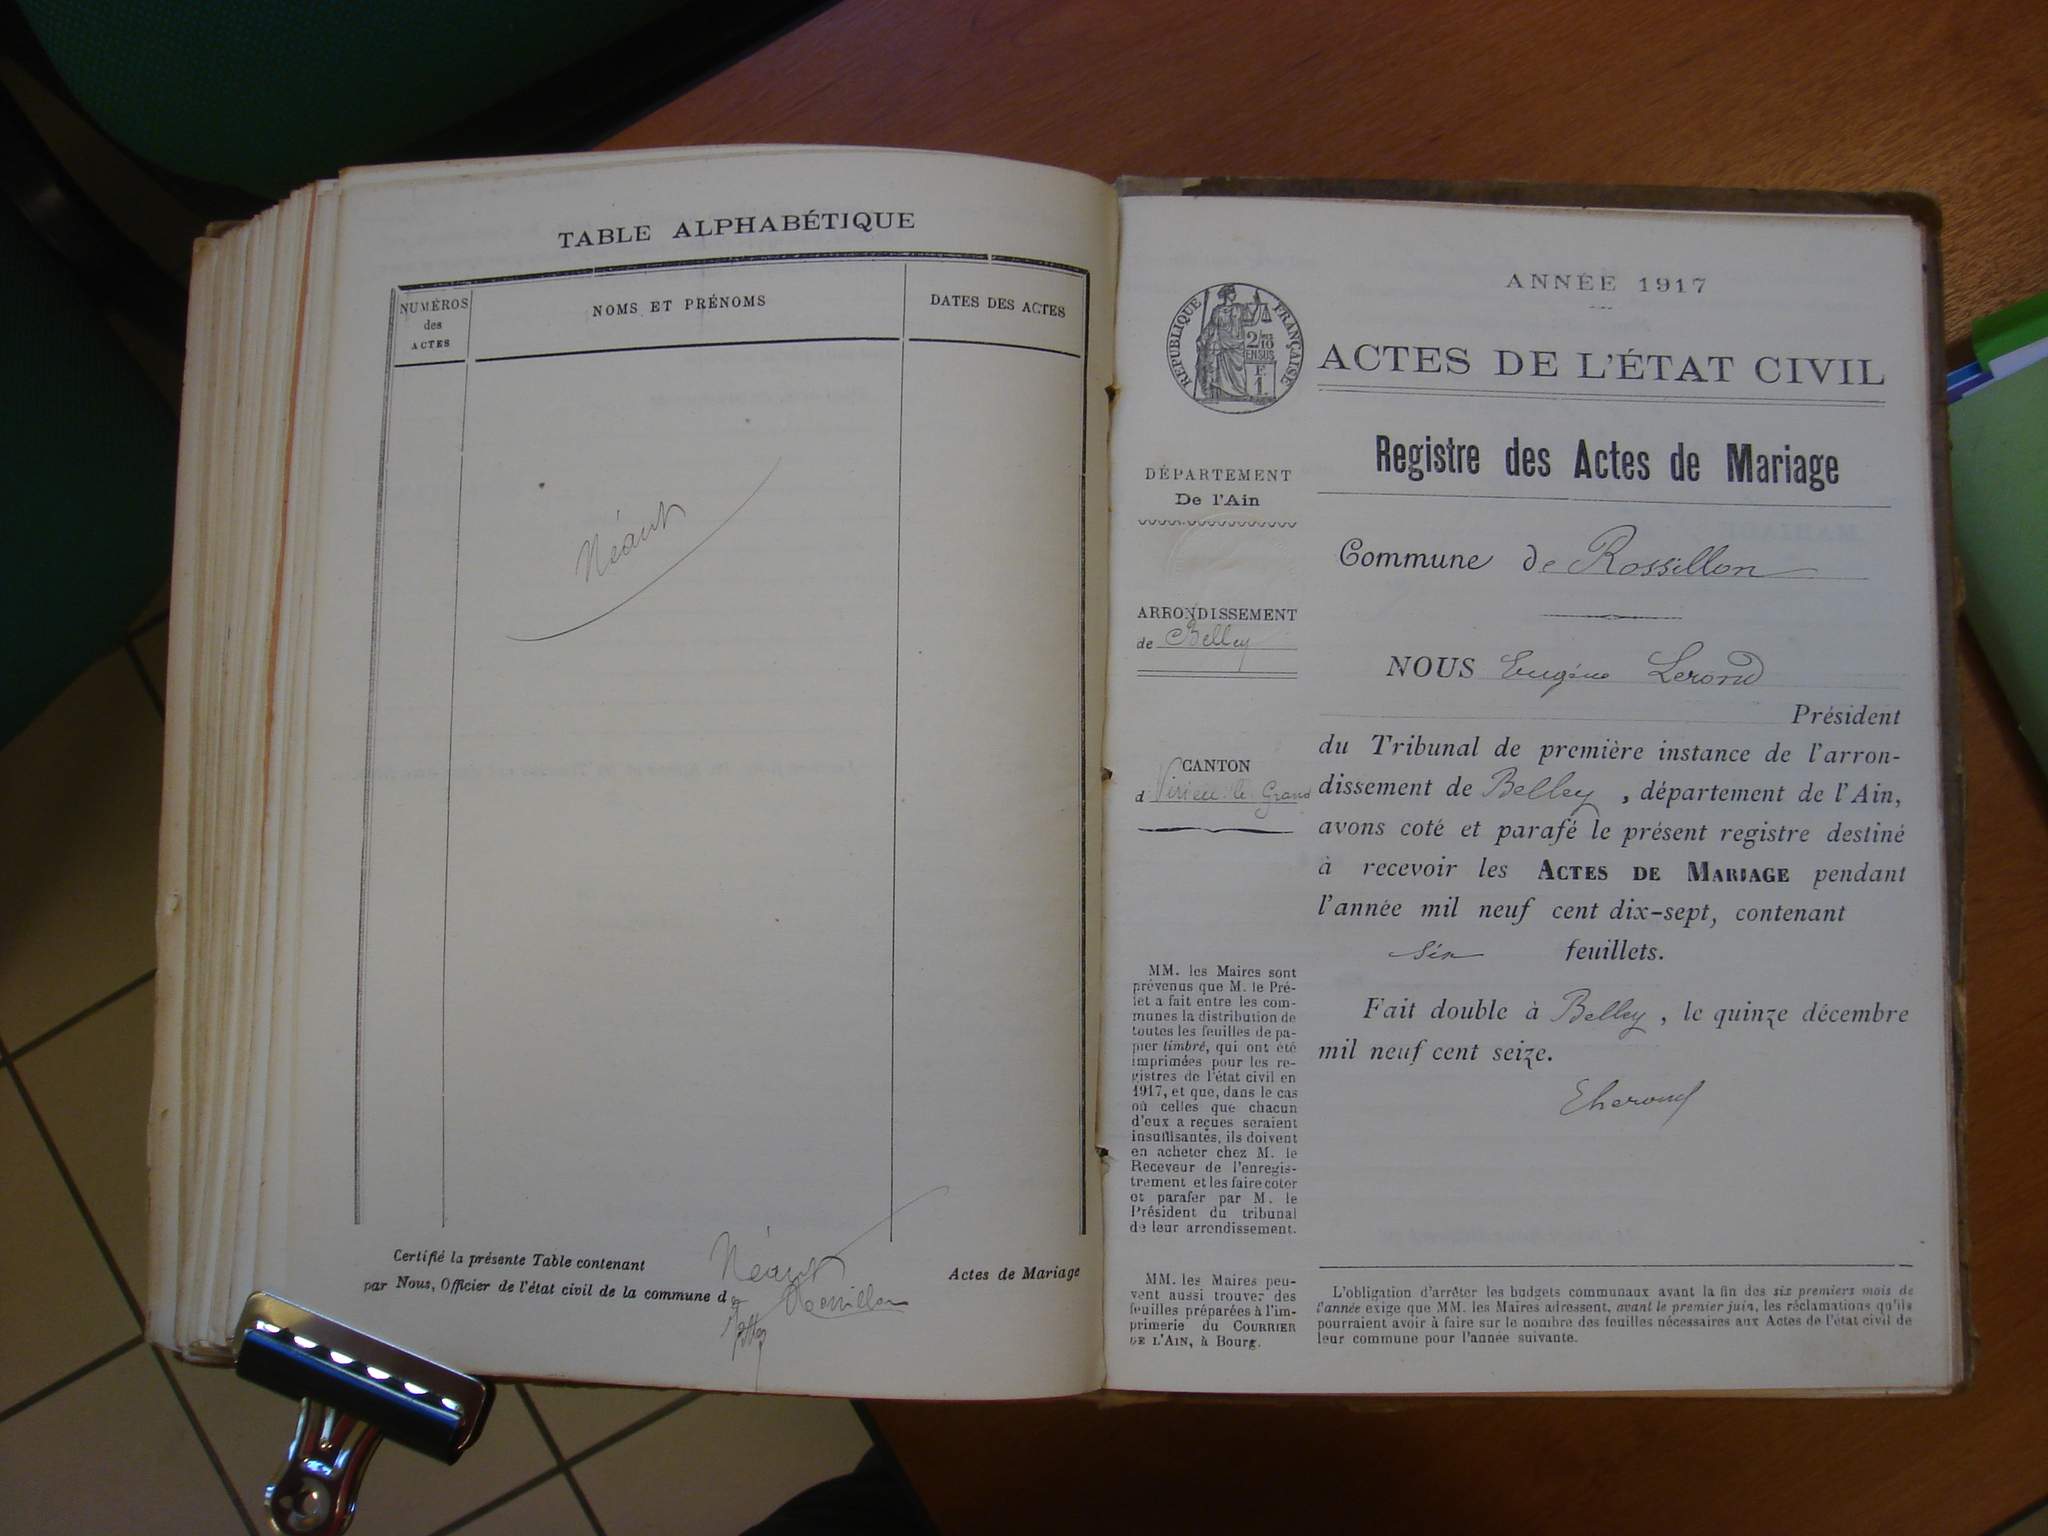 TABLE ALPHABÉTIQUE
NUMÉROS
des
ACTES
NOMS ET PRÉNOMS
DATES DES ACTES
Néant
Certifié la présente Table contenant Néant Actes de Mariage
par Nous, Officier de l'état civil de la commune de Rossillon
ANNÉE 1917
RÉPUBLIQUE FRANÇAISE
2/10
EN SUS
F.
1
ACTES DE L'ÉTAT CIVIL
Registre des Actes de Mariage
DÉPARTEMENT
De l'Ain
ARRONDISSEMENT
de Belley
CANTON
d Virieu-le-Grand
MM. les Maires sont
prévenus que M. le Pré-
fet a fait entre les com-
munes la distribution de
toutes les feuilles de pa-
pier timbré, qui ont été
imprimées pour les re-
gistres de l'état civil en
1917, et que, dans le cas
où celles que chacun
d'eux a reçues seraient
insuffisantes, ils doivent
en acheter chez M. le
Receveur de l'enregis-
trement et les faire coter
et parafer par M. le
Président du tribunal
de leur arrondissement.
MM. les Maires peu-
vent aussi trouver des
feuilles préparées à l'im-
primerie du COURRIER
DE L'AIN, à Bourg.
Commune de Rossillon
NOUS Eugène Lerond
Président
du Tribunal de première instance de l'arron-
dissement de Belley, département de l'Ain,
avons coté et parafé le présent registre destiné
à recevoir les ACTES DE MARIAGE pendant
l'année mil neuf cent dix-sept, contenant
six feuillets.
Fait double à Belley, le quinze décembre
mil neuf cent seize.
L'obligation d'arrêter les budgets communaux avant la fin des six premiers mois de
l'année exige que MM. les Maires adressent, avant le premier juin, les réclamations qu'ils
pourraient avoir à faire sur le nombre des feuilles nécessaires aux Actes de l'état civil de
leur commune pour l'année suivante.